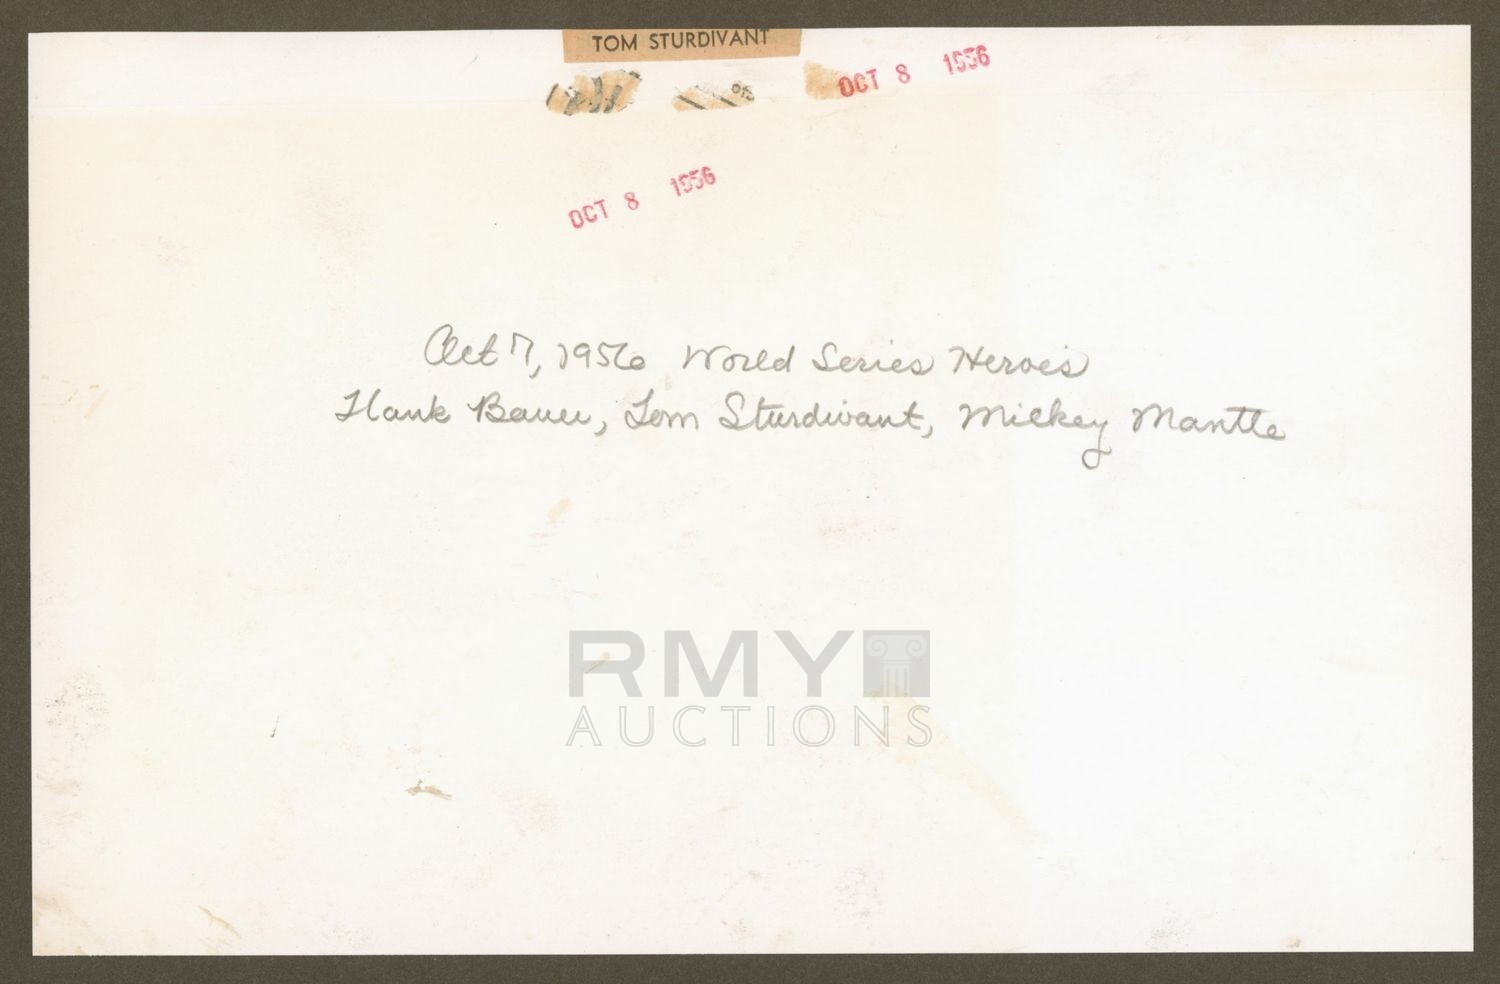 TOM STURDIVANT
OCT 8 1956
OCT 8 1956
Oct 7, 1956 World Series Heroes
Hank Bauer, Tom Sturdivant, Mickey Mantle
RMY
AUCTIONS